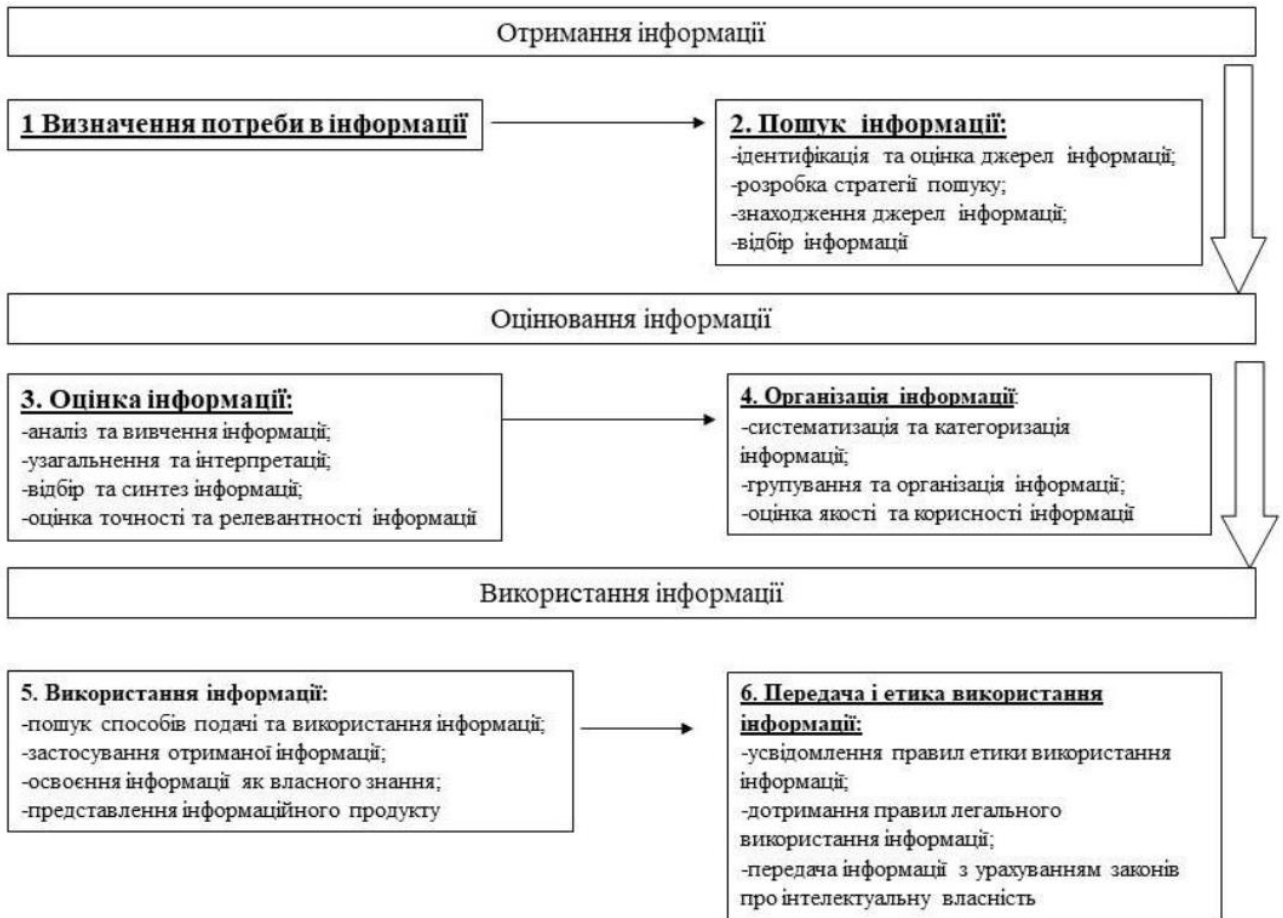 Отримання інформації
1 Визначення потреби в інформації
2. Пошук інформації:
-ідентифікація та оцінка джерел інформації;
-розробка стратегії пошуку;
-знаходження джерел інформації;
-відбір інформації
Оцінювання інформації
3. Оцінка інформації:
-аналіз та вивчення інформації;
-узагальнення та інтерпретації;
-відбір та синтез інформації;
-оцінка точності та релевантності інформації
4. Організація інформації:
-систематизація та категоризація
інформації;
-групування та організація інформації;
-оцінка якості та корисності інформації
Використання інформації
5. Використання інформації:
-пошук способів подачі та використання інформації;
-застосування отриманої інформації;
-освоєння інформації як власного знання;
-представлення інформаційного продукту
6. Передача і етика використання
інформації:
-усвідомлення правил етики використання
інформації;
-дотримання правил легального
використання інформації;
-передача інформації з урахуванням законів
про інтелектуальну власність